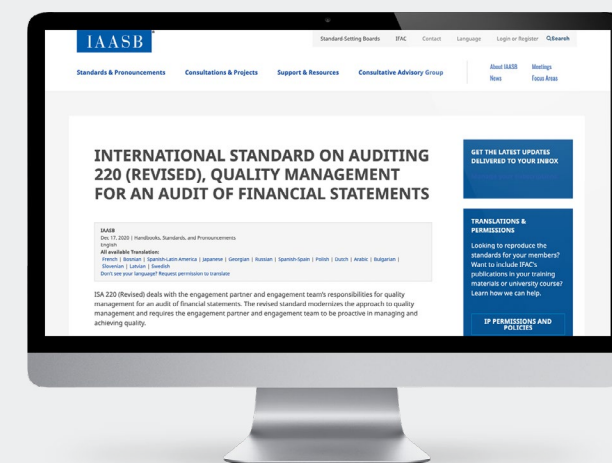 IAASB
Standard-Setting Boards IFAC Contact Language Login or Register Search
Standards & Pronouncements Consultations & Projects Support & Resources Consultative Advisory Group
About IAASB Meetings
News Focus Areas
INTERNATIONAL STANDARD ON AUDITING
220 (REVISED), QUALITY MANAGEMENT
FOR AN AUDIT OF FINANCIAL STATEMENTS
IAASB
Dec 17, 2020 | Handbooks, Standards, and Pronouncements
English
All available Translation:
French | Bosnian | Spanish-Latin America | Japanese | Georgian | Russian | Spanish-Spain | Polish | Dutch | Arabic | Bulgarian |
Slovenian | Latvian | Swedish
Don't see your language? Request permission to translate
ISA 220 (Revised) deals with the engagement partner and engagement team's responsibilities for quality
management for an audit of financial statements. The revised standard modernizes the approach to quality
management and requires the engagement partner and engagement team to be proactive in managing and
achieving quality.
GET THE LATEST UPDATES
DELIVERED TO YOUR INBOX
TRANSLATIONS &
PERMISSIONS
Looking to reproduce the
standards for your members?
Want to include IFAC's
publications in your training
materials or university course?
Learn how we can help.
IP PERMISSIONS AND
POLICIES